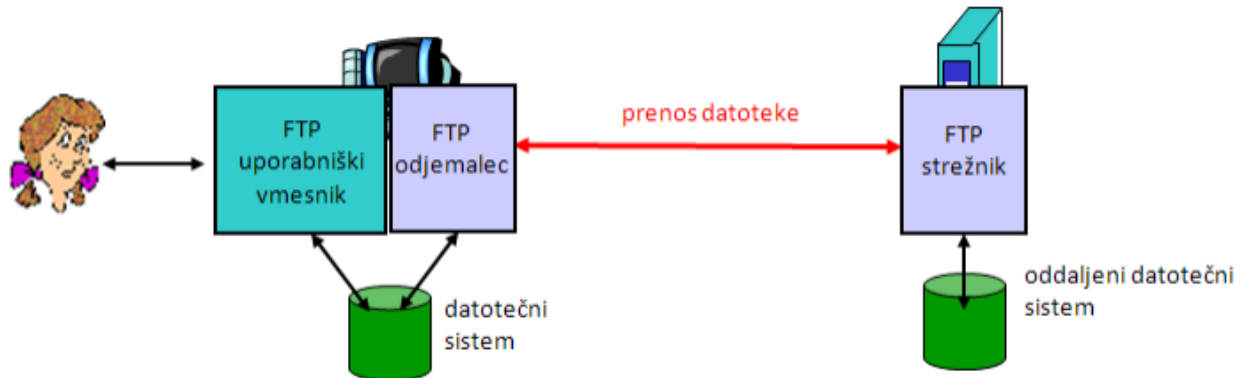 FTP
uporabniški
vmesnik
FTP
odjemalec
prenos datoteke
FTP
strežnik
datotečni
sistem
oddaljeni datotečni
sistem